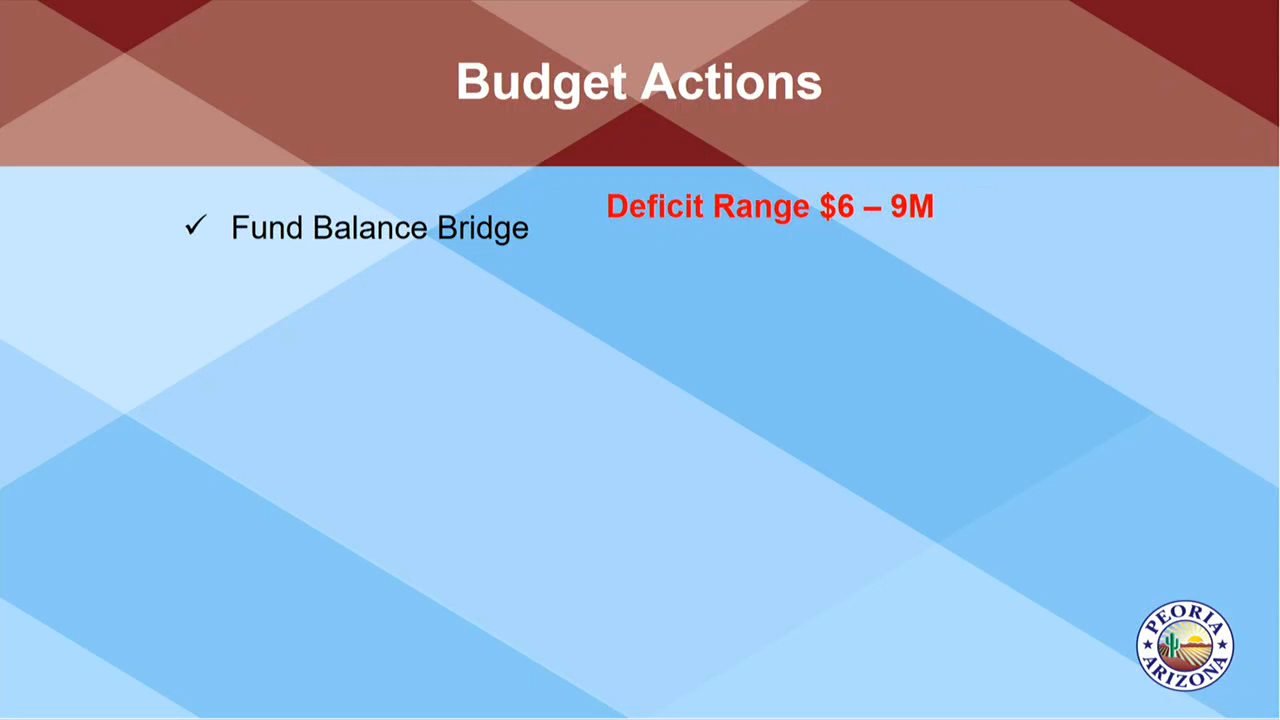 Budget Actions
Deficit Range $6 – 9M
✓ Fund Balance Bridge
PEORIA
ARIZONA